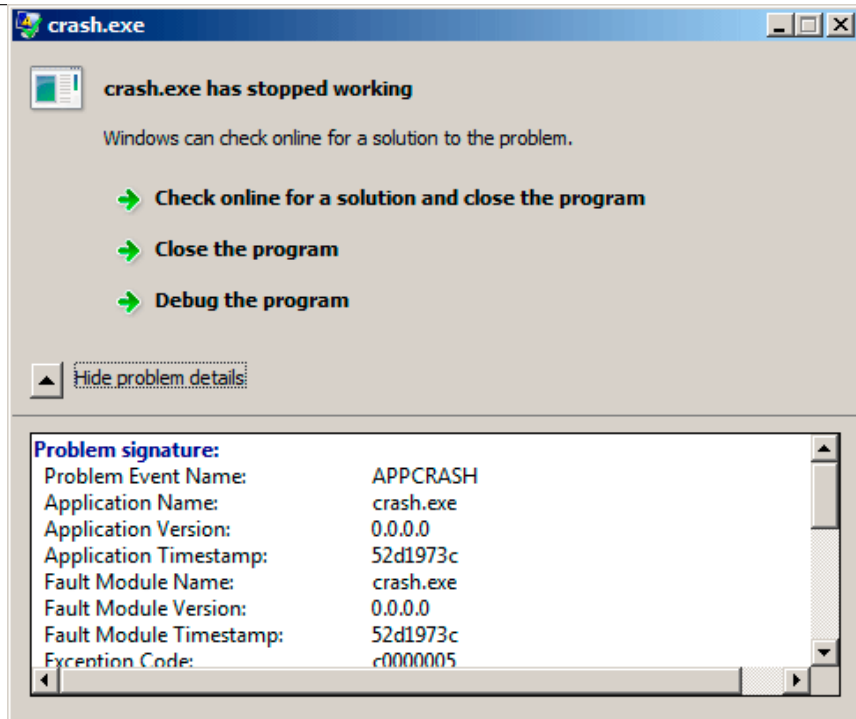 crash.exe
crash.exe has stopped working
Windows can check online for a solution to the problem.
Check online for a solution and close the program
Close the program
Debug the program
Hide problem details
Problem signature:
Problem Event Name: APPCRASH
Application Name: crash.exe
Application Version: 0.0.0.0
Application Timestamp: 52d1973c
Fault Module Name: crash.exe
Fault Module Version: 0.0.0.0
Fault Module Timestamp: 52d1973c
Exception Code: c0000005